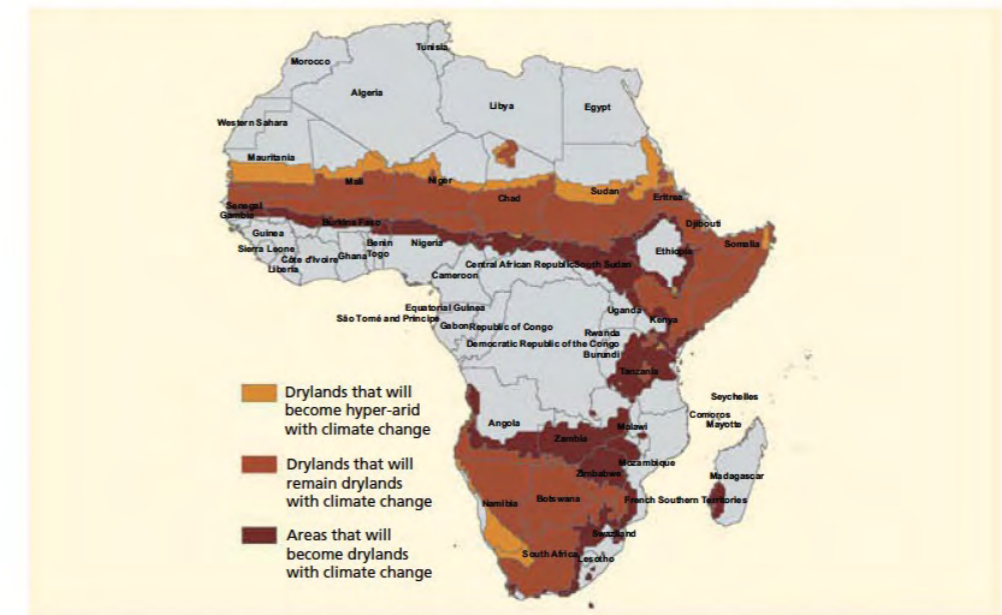 Tunisia
Morocco
Algeria
Libya
Egypt
Western Sahara
Mauritania
Mali
Niger
Chad
Sudan
Eritrea
Senegal
Gambia
Burkina Faso
Djibouti
Guinea
Benin
Nigeria
Somalia
Sierra Leone
Côte d'Ivoire
Ghana
Togo
Ethiopia
Liberia
Central African Republic
South Sudan
Cameroon
Equatorial Guinea
Uganda
São Tomé and Principe
Gabon
Republic of Congo
Kenya
Rwanda
Democratic Republic of the Congo
Burundi
Tanzania
Seychelles
Comoros
Mayotte
Angola
Malawi
Zambia
Mozambique
Zimbabwe
Madagascar
Namibia
Botswana
French Southern Territories
Swaziland
South Africa
Lesotho
Drylands that will
become hyper-arid
with climate change
Drylands that will
remain drylands
with climate change
Areas that will
become drylands
with climate change